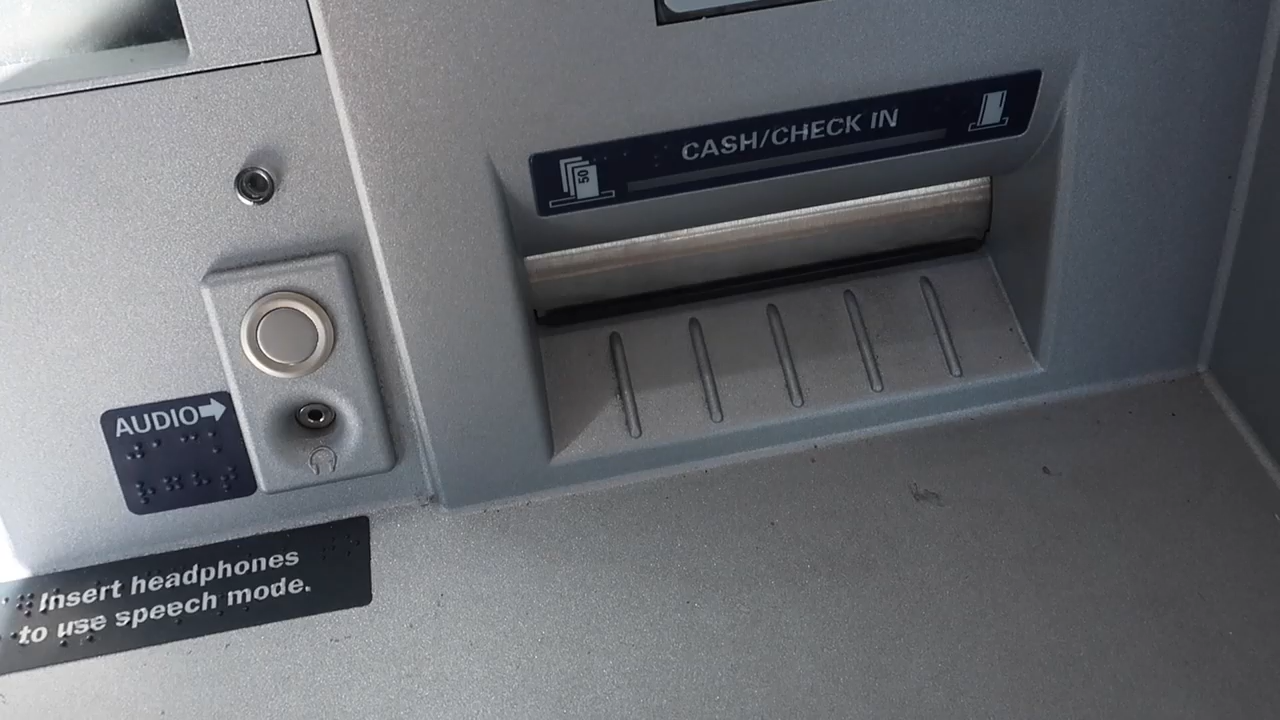 CASH/CHECK IN
50
AUDIO
Insert headphones
to use speech mode.